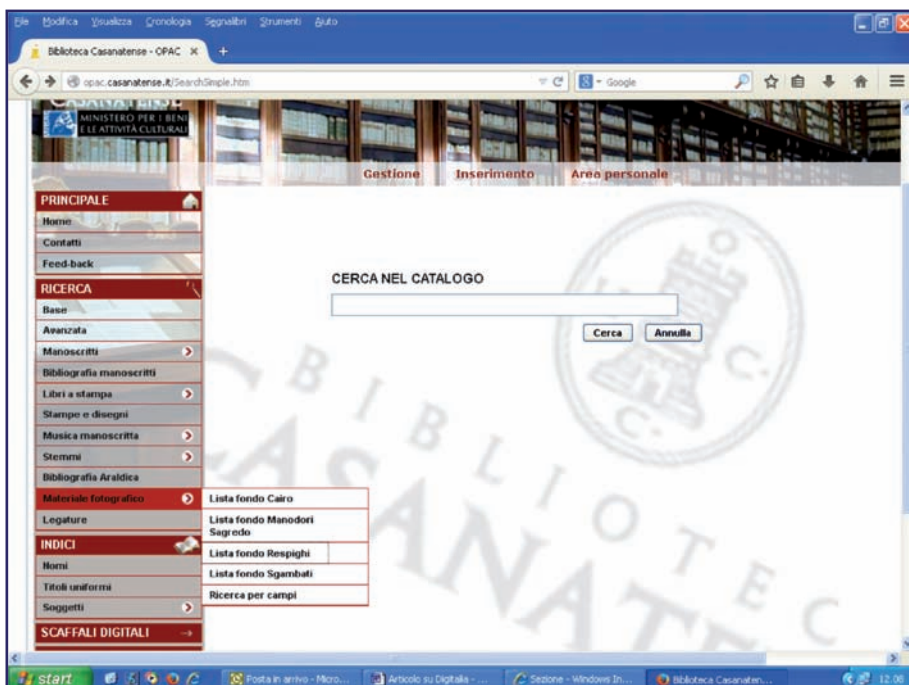 File Modifica Visualizza Cronologia Segnalibri Strumenti Aiuto
Biblioteca Casanatense - OPAC × +
opac.casanatense.it/SearchSimple.htm
Google
CASANATENSE
MINISTERO PER I BENI
E LE ATTIVITÀ CULTURALI
Gestione Inserimento Area personale
PRINCIPALE
Home
Contatti
Feed-back
RICERCA
Base
Avanzata
Manoscritti
Bibliografia manoscritti
Libri a stampa
Stampe e disegni
Musica manoscritta
Stemmi
Bibliografia Araldica
Materiale fotografico
Legature
INDICI
Nomi
Titoli uniformi
Soggetti
SCAFFALI DIGITALI
CERCA NEL CATALOGO
Cerca Annulla
Lista fondo Cairo
Lista fondo Manodori
Sagredo
Lista fondo Respighi
Lista fondo Sgambati
Ricerca per campi
B. C. C.
BIBLIOTEC
CASANATE
start Posta in arrivo - Micro... Articolo su Digitalia - ... Sezione - Windows In... Biblioteca Casanaten... 12.06